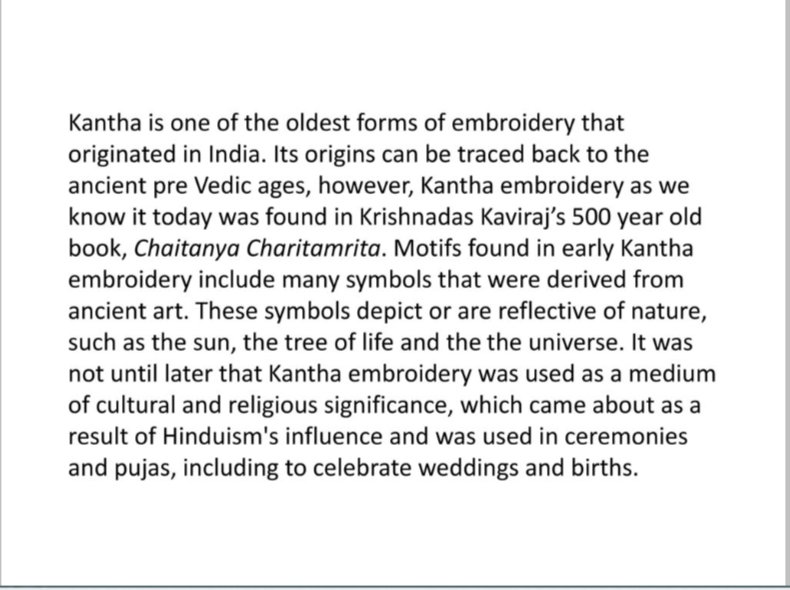 Kantha is one of the oldest forms of embroidery that
originated in India. Its origins can be traced back to the
ancient pre Vedic ages, however, Kantha embroidery as we
know it today was found in Krishnadas Kaviraj’s 500 year old
book, Chaitanya Charitamrita. Motifs found in early Kantha
embroidery include many symbols that were derived from
ancient art. These symbols depict or are reflective of nature,
such as the sun, the tree of life and the the universe. It was
not until later that Kantha embroidery was used as a medium
of cultural and religious significance, which came about as a
result of Hinduism's influence and was used in ceremonies
and pujas, including to celebrate weddings and births.